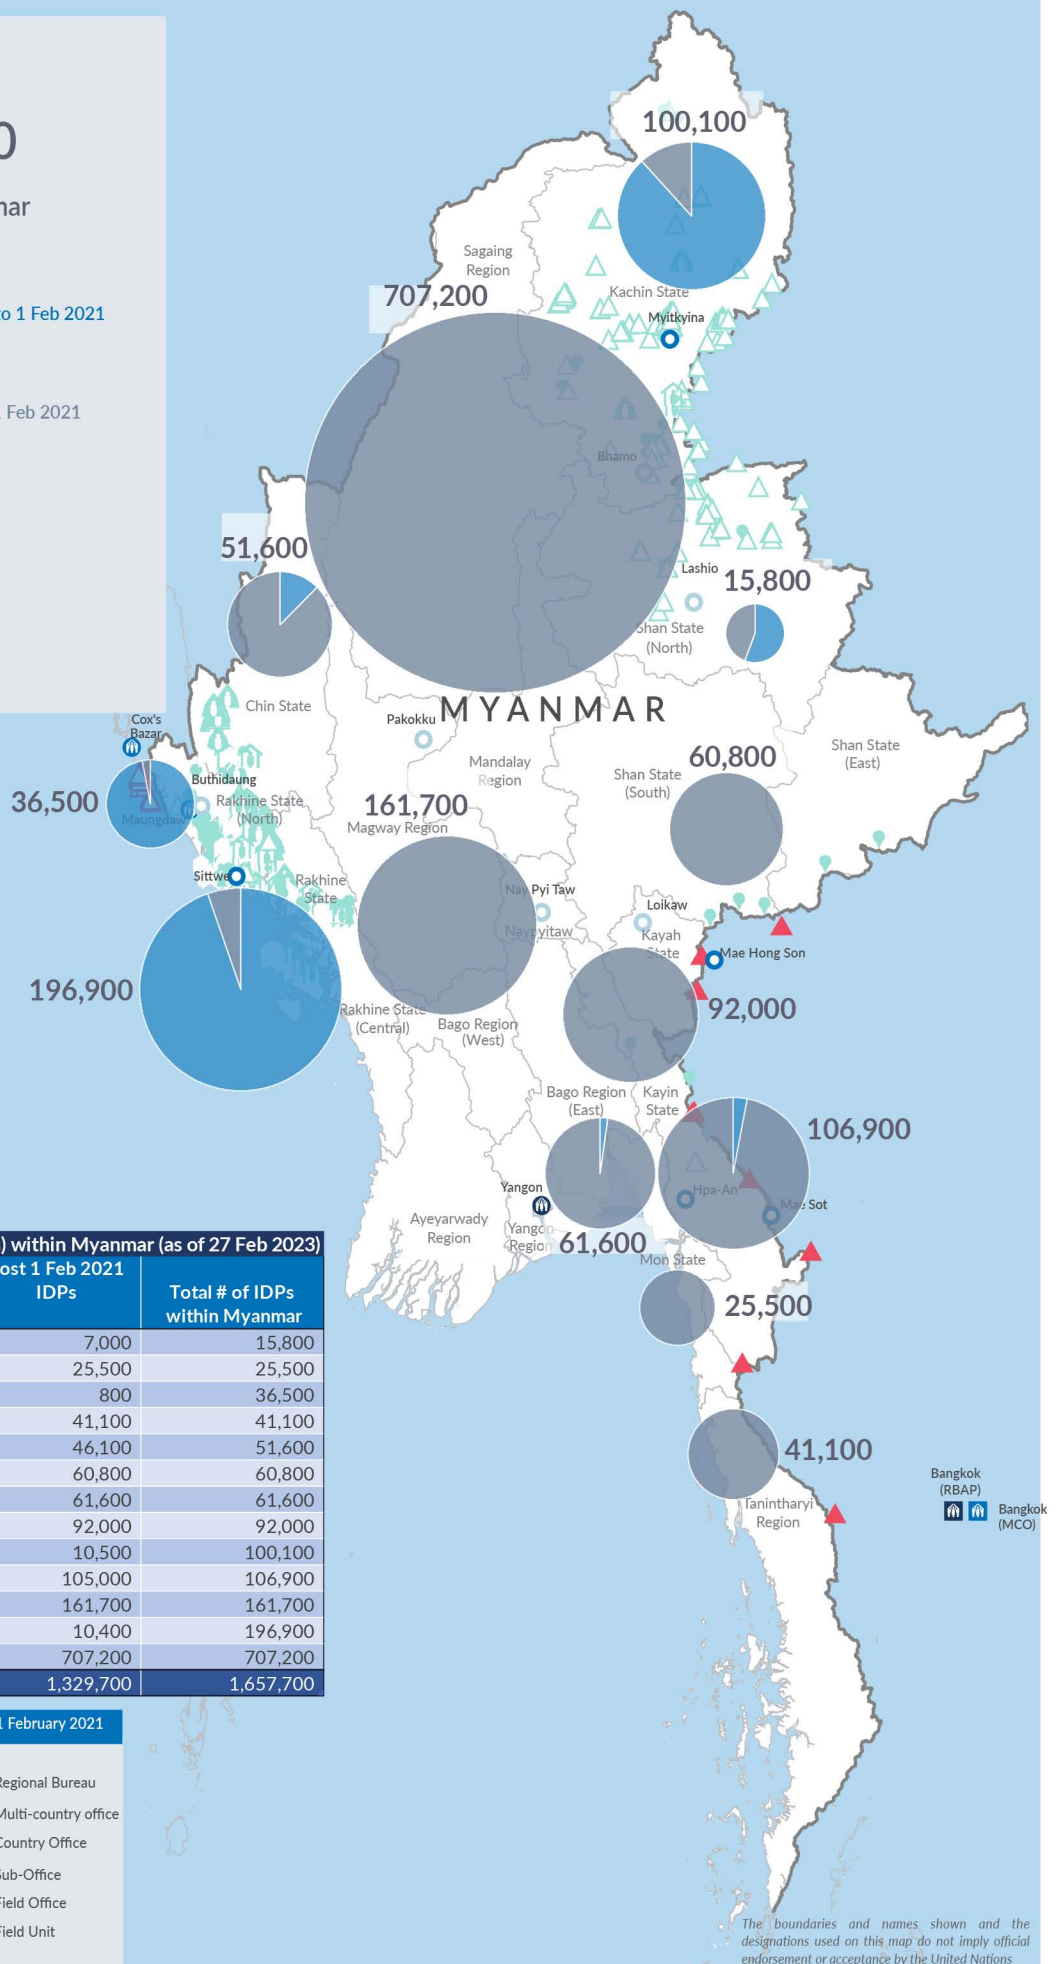 0
nar
o 1 Feb 2021
Feb 2021
100,100
Sagaing
Region
Kachin State
Myitkyina
707,200
Bhamo
51,600
Lashio
15,800
Shan State
(North)
Chin State
MYANMAR
Pakokku
Cox's
Bazar
Mandalay
Region
60,800
Shan State
(South)
Shan State
(East)
Buthidaung
36,500
Maungdaw
Rakhine State
(North)
161,700
Magway Region
Sittwe
Rakhine
State
Nay Pyi Taw
Naypyitaw
Loikaw
Kayah
State
Mae Hong Son
196,900
Rakhine State
(Central)
Bago Region
(West)
92,000
Bago Region
(East)
Kayin
State
106,900
Yangon
Hpa-An
Mae Sot
Ayeyarwady
Region
Yangon
Region
61,600
Mon State
25,500
41,100
Tanintharyi
Region
Bangkok
(RBAP)
Bangkok
(MCO)
) within Myanmar (as of 27 Feb 2023)
ost 1 Feb 2021
IDPs
Total # of IDPs
within Myanmar
7,000 15,800
25,500 25,500
800 36,500
41,100 41,100
46,100 51,600
60,800 60,800
61,600 61,600
92,000 92,000
10,500 100,100
105,000 106,900
161,700 161,700
10,400 196,900
707,200 707,200
1,329,700 1,657,700
1 February 2021
Regional Bureau
Multi-country office
Country Office
Sub-Office
Field Office
Field Unit
The boundaries and names shown and the
designations used on this map do not imply official
endorsement or acceptance by the United Nations